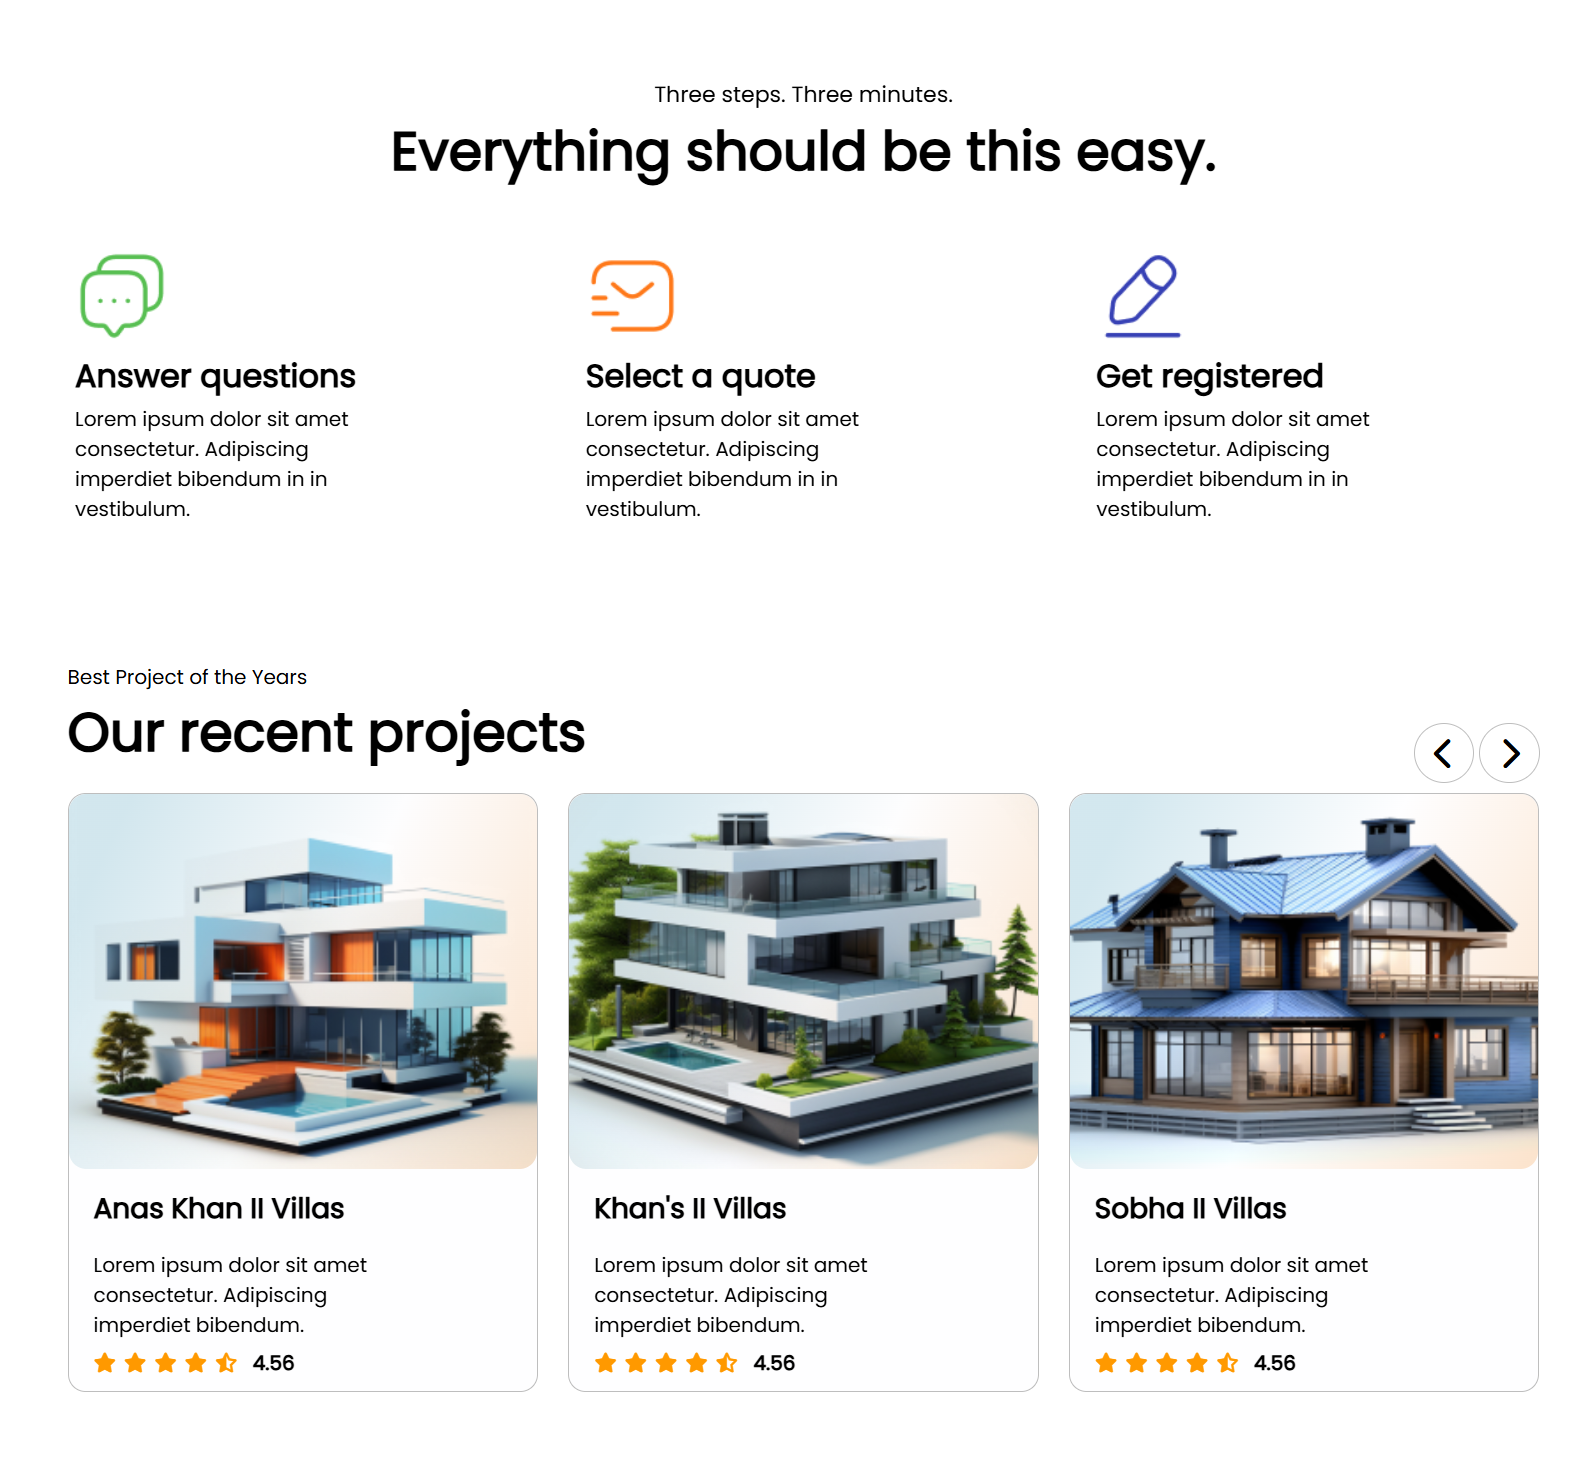 Three steps. Three minutes.
Everything should be this easy.
Answer questions
Lorem ipsum dolor sit amet
consectetur. Adipiscing
imperdiet bibendum in in
vestibulum.
Select a quote
Lorem ipsum dolor sit amet
consectetur. Adipiscing
imperdiet bibendum in in
vestibulum.
Get registered
Lorem ipsum dolor sit amet
consectetur. Adipiscing
imperdiet bibendum in in
vestibulum.
Best Project of the Years
Our recent projects
Anas Khan II Villas
Lorem ipsum dolor sit amet
consectetur. Adipiscing
imperdiet bibendum.
4.56
Khan's II Villas
Lorem ipsum dolor sit amet
consectetur. Adipiscing
imperdiet bibendum.
4.56
Sobha II Villas
Lorem ipsum dolor sit amet
consectetur. Adipiscing
imperdiet bibendum.
4.56